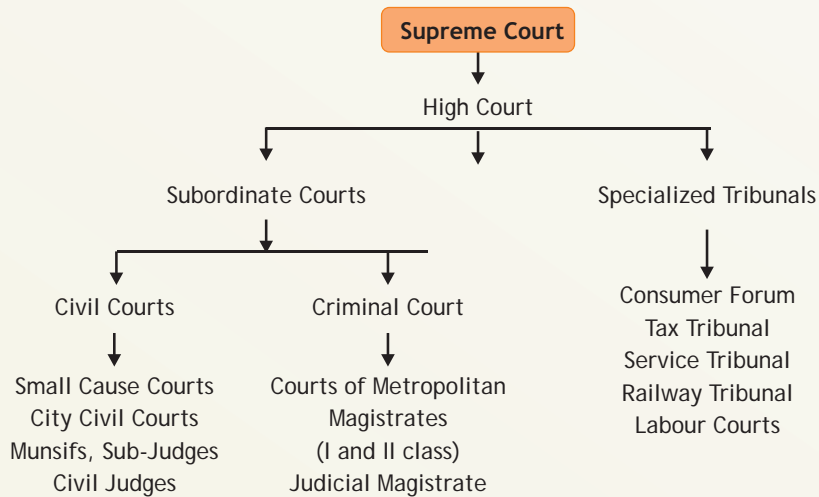 Supreme Court
High Court
Subordinate Courts
Specialized Tribunals
Civil Courts
Criminal Court
Small Cause Courts
City Civil Courts
Munsifs, Sub-Judges
Civil Judges
Courts of Metropolitan
Magistrates
(I and II class)
Judicial Magistrate
Consumer Forum
Tax Tribunal
Service Tribunal
Railway Tribunal
Labour Courts